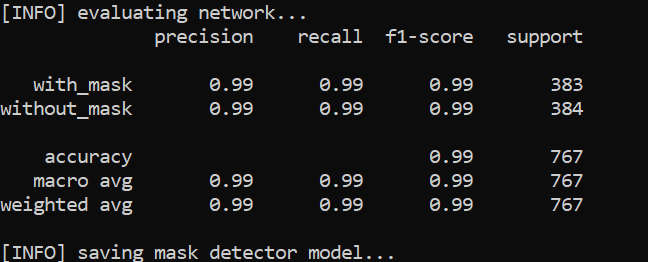 [INFO] evaluating network...
precision recall f1-score support
with_mask 0.99 0.99 0.99 383
without_mask 0.99 0.99 0.99 384
accuracy 0.99 767
macro avg 0.99 0.99 0.99 767
weighted avg 0.99 0.99 0.99 767
[INFO] saving mask detector model...